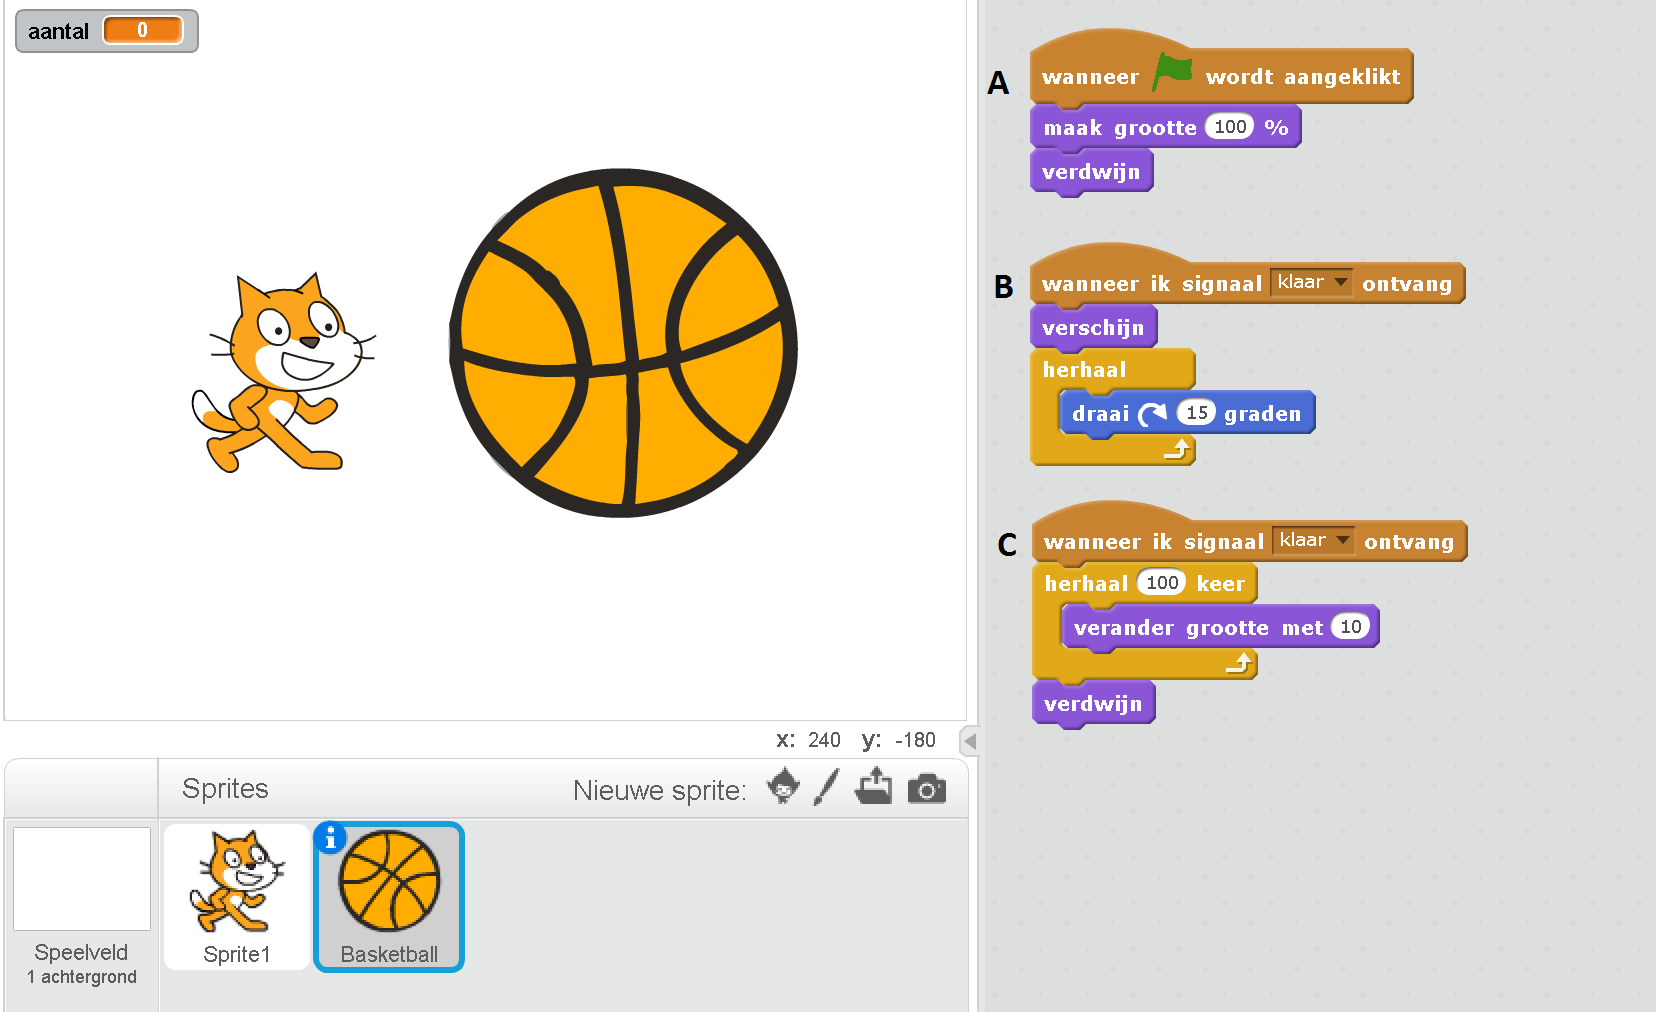 aantal 0
A
wanneer wordt aangeklikt
maak grootte 100 %
verdwijn
B
wanneer ik signaal klaar ontvang
verschijn
herhaal
draai 15 graden
C
wanneer ik signaal klaar ontvang
herhaal 100 keer
verander grootte met 10
verdwijn
x: 240 y: -180
Sprites
Nieuwe sprite:
Speelveld
1 achtergrond
Sprite1
i
Basketball